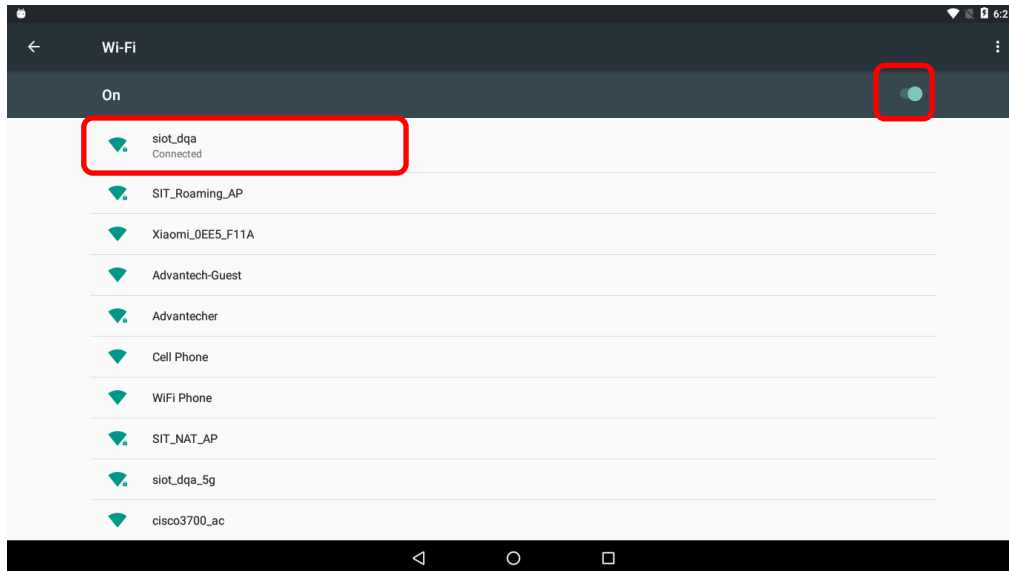 6:2
Wi-Fi
On
siot_dqa
Connected
SIT_Roaming_AP
Xiaomi_0EE5_F11A
Advantech-Guest
Advantecher
Cell Phone
WiFi Phone
SIT_NAT_AP
siot_dqa_5g
cisco3700_ac